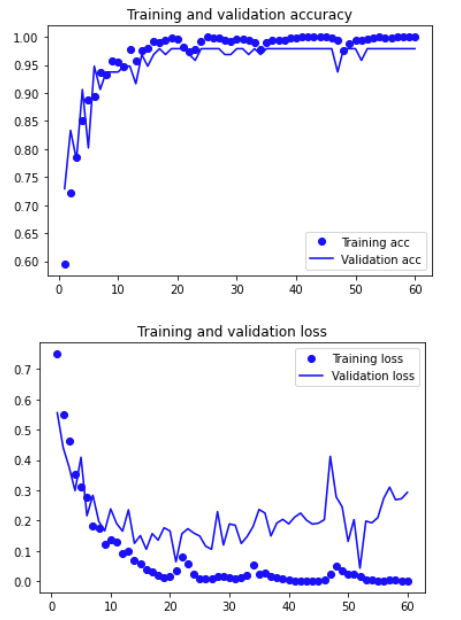 Training and validation accuracy
1.00
0.95
0.90
0.85
0.80
0.75
0.70
0.65
0.60
Training acc
Validation acc
0 10 20 30 40 50 60
Training and validation loss
0.7
0.6
0.5
0.4
0.3
0.2
0.1
0.0
Training loss
Validation loss
0 10 20 30 40 50 60